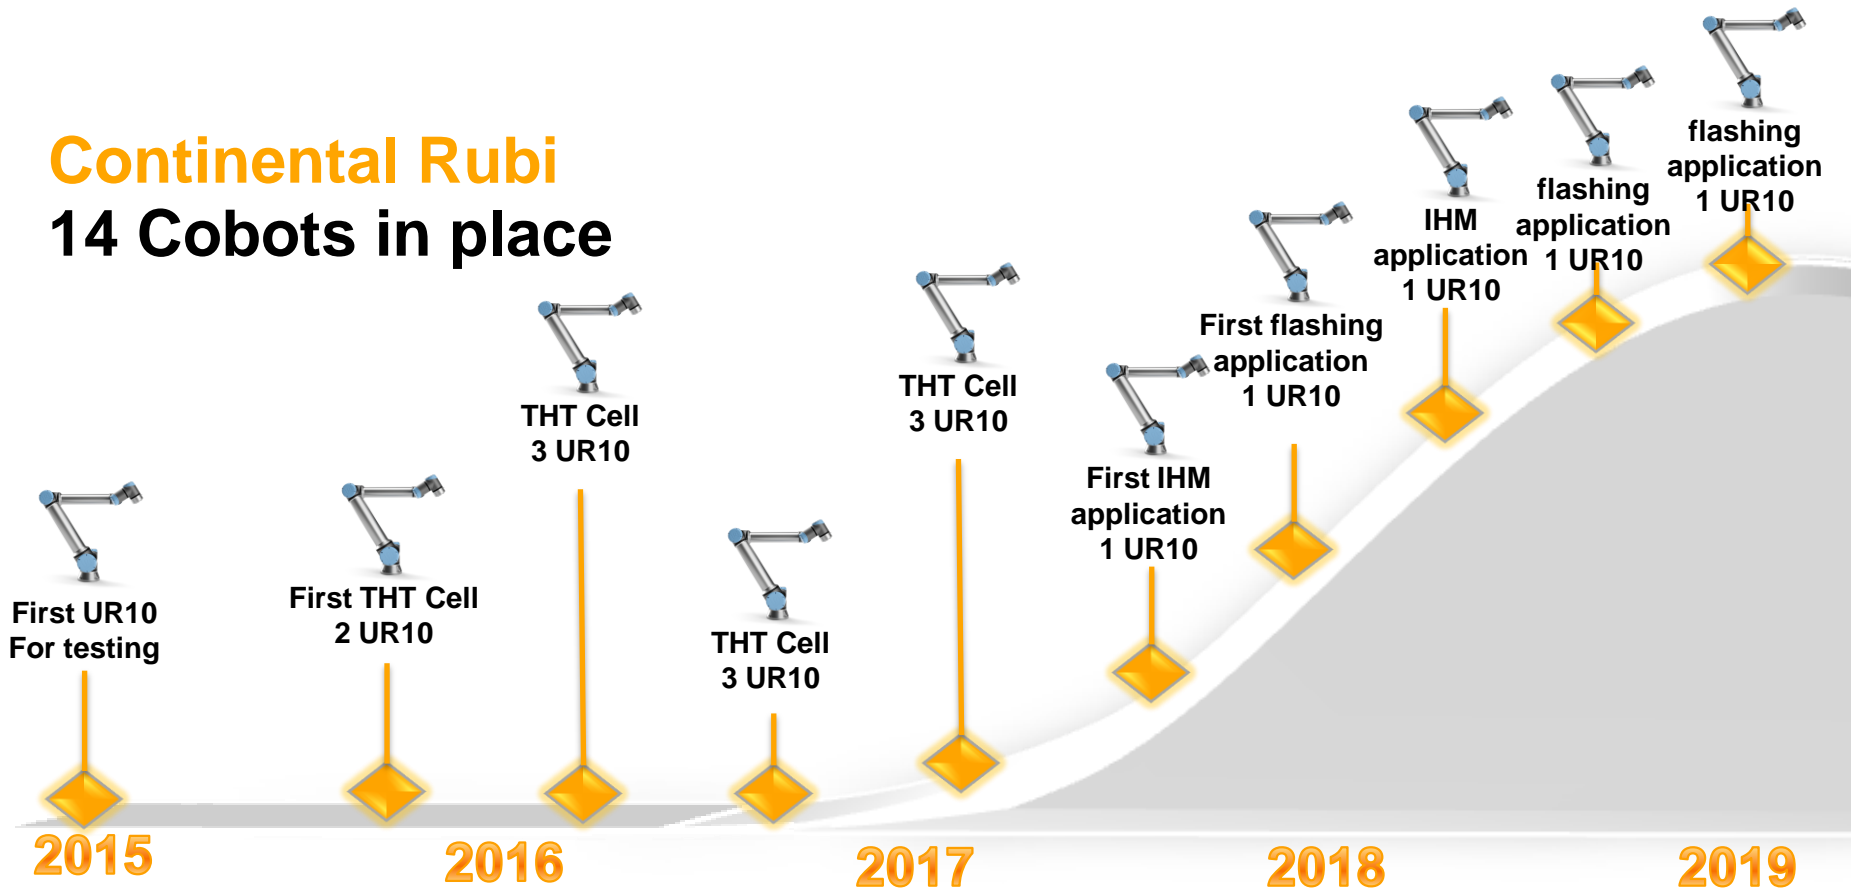 Continental Rubi
14 Cobots in place
First UR10
For testing
First THT Cell
2 UR10
THT Cell
3 UR10
THT Cell
3 UR10
THT Cell
3 UR10
First IHM
application
1 UR10
First flashing
application
1 UR10
IHM
application
1 UR10
flashing
application
1 UR10
flashing
application
1 UR10
2015
2016
2017
2018
2019